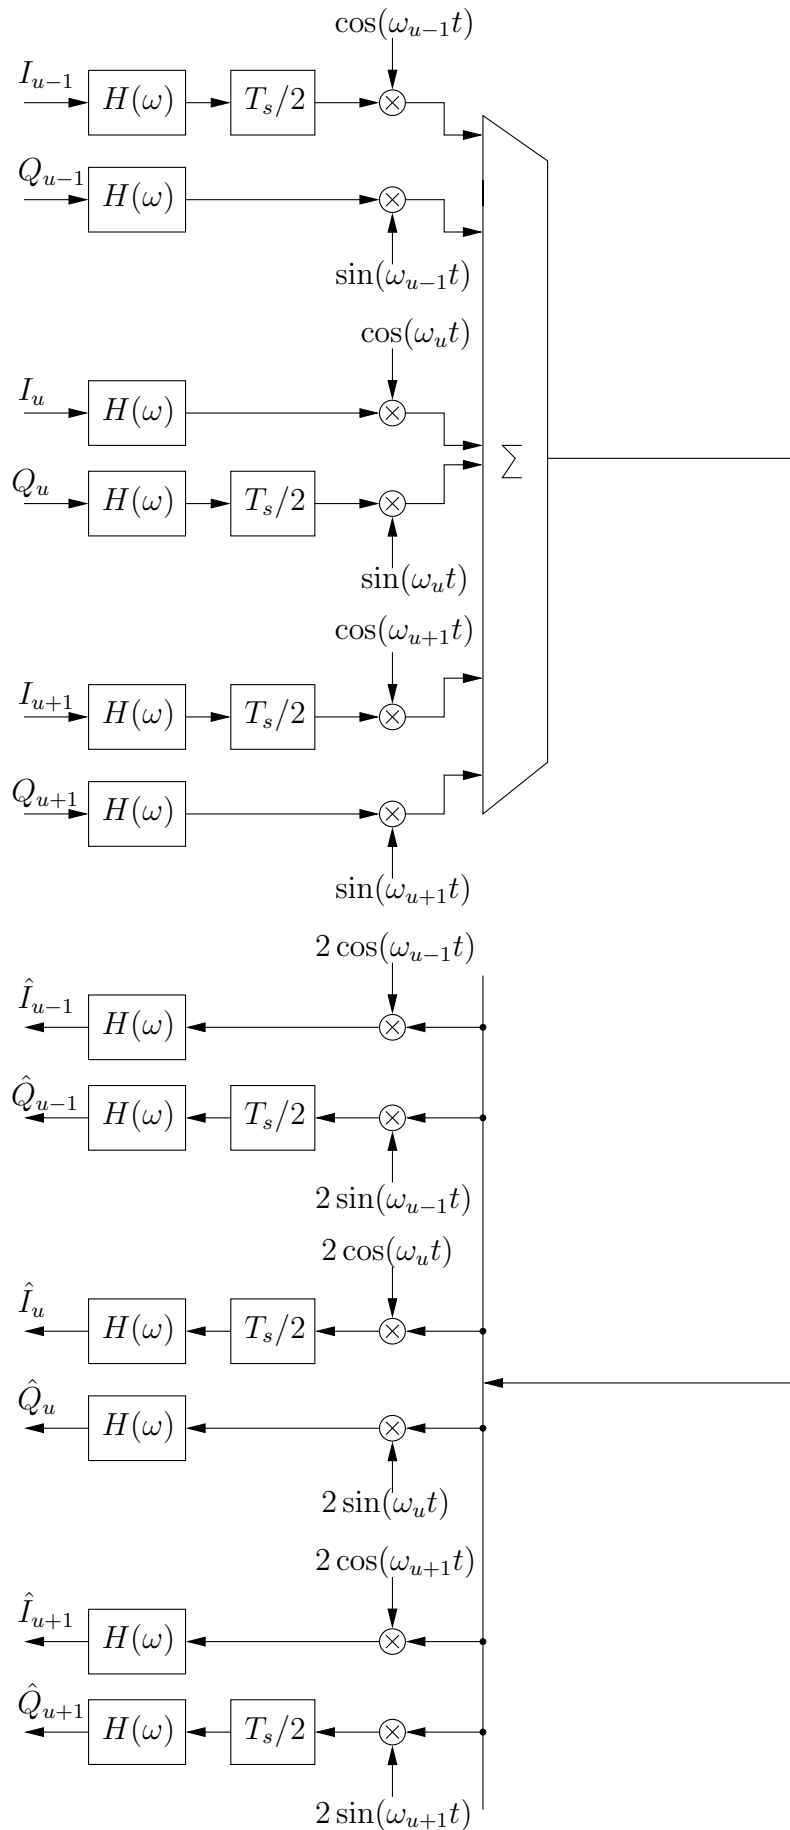 cos(ω_{u−1}t)
I_{u−1}
H(ω) T_s/2 ×
Q_{u−1}
H(ω) ×
sin(ω_{u−1}t)
cos(ω_u t)
I_u
H(ω) ×
∑
Q_u
H(ω) T_s/2 ×
sin(ω_u t)
cos(ω_{u+1}t)
I_{u+1}
H(ω) T_s/2 ×
Q_{u+1}
H(ω) ×
sin(ω_{u+1}t)
2 cos(ω_{u−1}t)
Î_{u−1}
H(ω) ×
Q̂_{u−1}
H(ω) T_s/2 ×
2 sin(ω_{u−1}t)
2 cos(ω_u t)
Î_u
H(ω) T_s/2 ×
Q̂_u
H(ω) ×
2 sin(ω_u t)
2 cos(ω_{u+1}t)
Î_{u+1}
H(ω) ×
Q̂_{u+1}
H(ω) T_s/2 ×
2 sin(ω_{u+1}t)